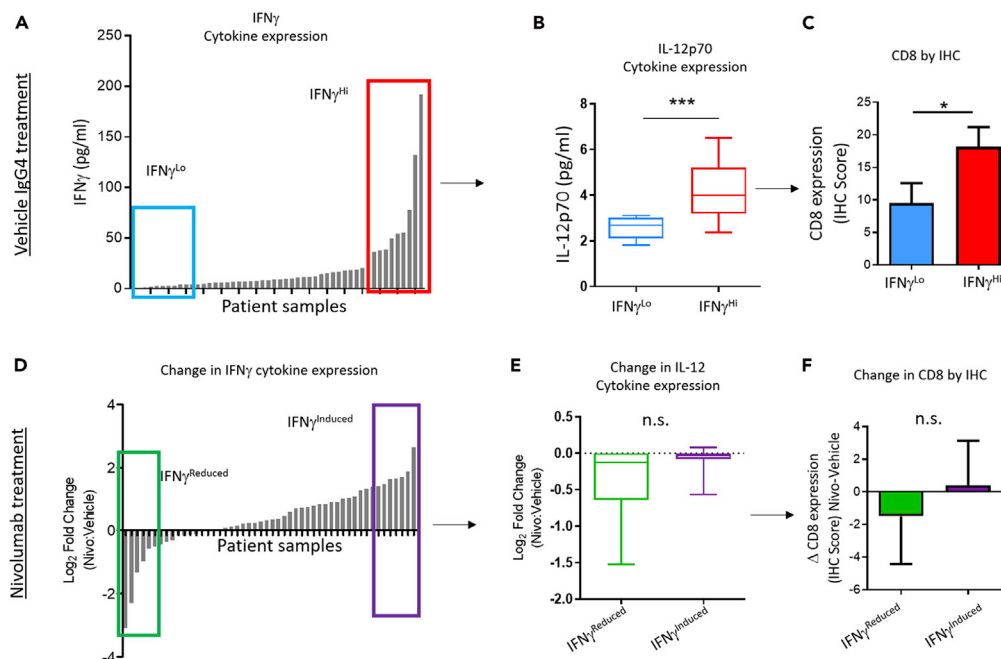 A
IFNγ
Cytokine expression
Vehicle IgG4 treatment
IFNγ (pg/ml)
250
200
150
100
50
0
IFNγLo
IFNγHi
Patient samples
B
IL-12p70
Cytokine expression
IL-12p70 (pg/ml)
8
6
4
2
0
***
IFNγLo
IFNγHi
C
CD8 by IHC
CD8 expression
(IHC Score)
25
20
15
10
5
0
*
IFNγLo
IFNγHi
D
Change in IFNγ cytokine expression
Nivolumab treatment
Log2 Fold Change
(Nivo:Vehicle)
4
2
0
-2
-4
IFNγReduced
IFNγInduced
Patient samples
E
Change in IL-12
Cytokine expression
Log2 Fold Change
(Nivo:Vehicle)
0.5
0.0
-0.5
-1.0
-1.5
-2.0
n.s.
IFNγReduced
IFNγInduced
F
Change in CD8 by IHC
Δ CD8 expression
(IHC Score) Nivo-Vehicle
4
2
0
-2
-4
-6
n.s.
IFNγReduced
IFNγInduced